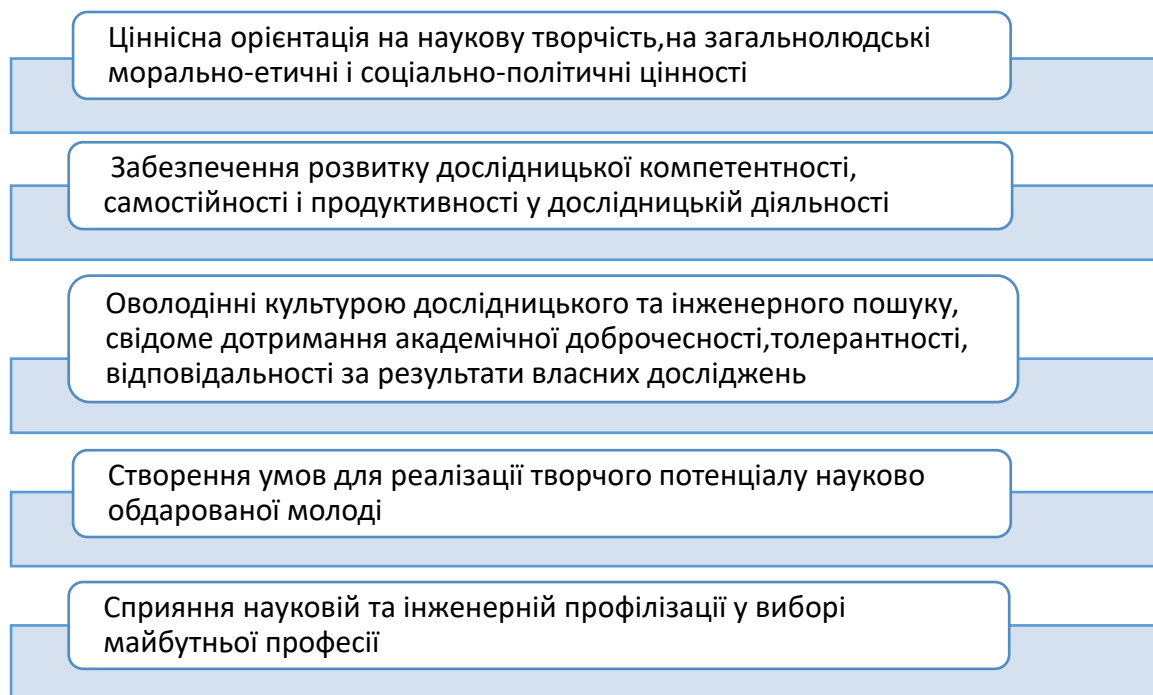 Ціннісна орієнтація на наукову творчість,на загальнолюдські
морально-етичні і соціально-політичні цінності
Забезпечення розвитку дослідницької компетентності,
самостійності і продуктивності у дослідницькій діяльності
Оволодінні культурою дослідницького та інженерного пошуку,
свідоме дотримання академічної доброчесності,толерантності,
відповідальності за результати власних досліджень
Створення умов для реалізації творчого потенціалу науково
обдарованої молоді
Сприяння науковій та інженерній профілізації у виборі
майбутньої професії